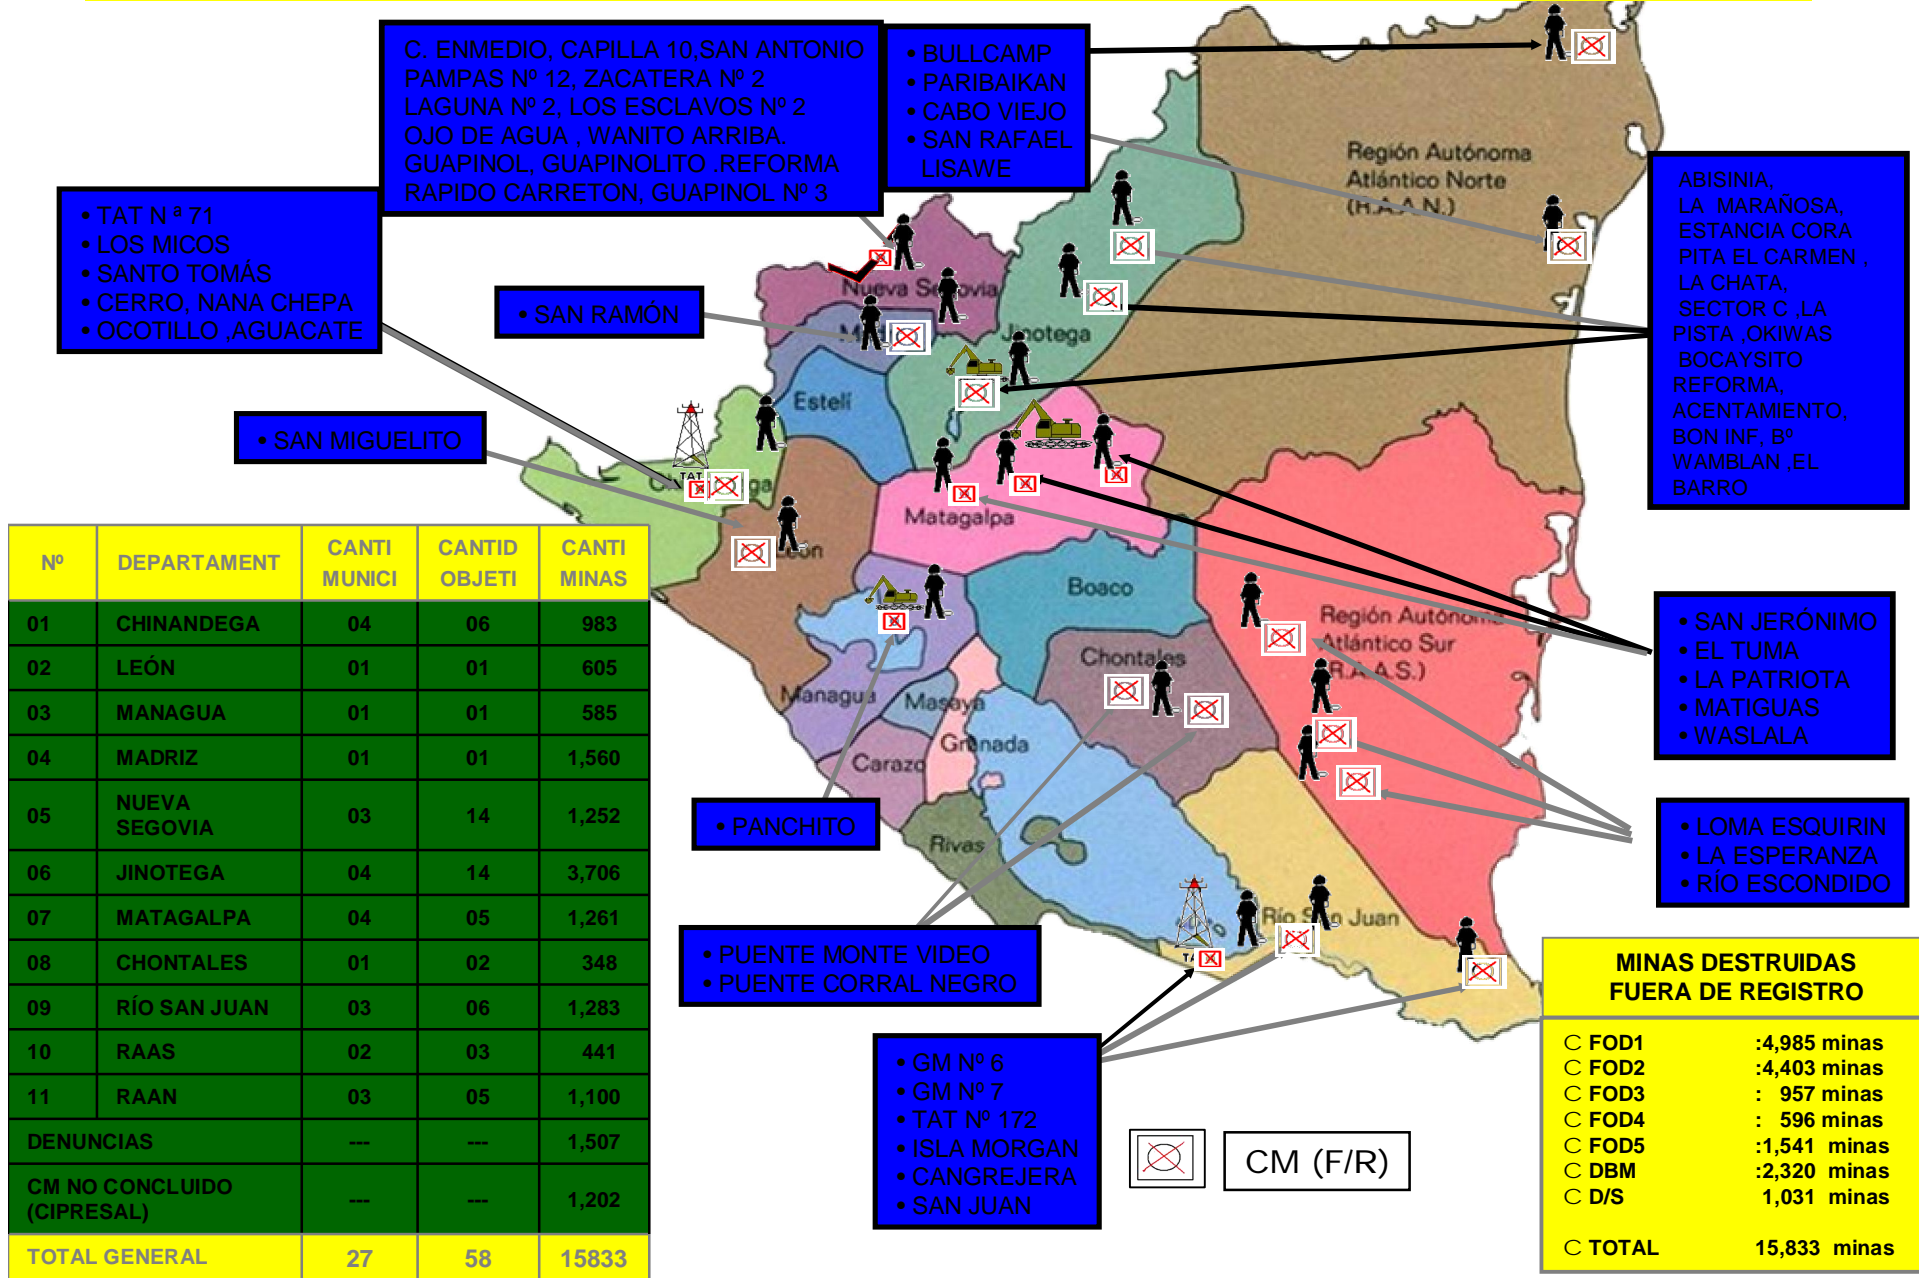 C. ENMEDIO, CAPILLA 10,SAN ANTONIO
PAMPAS Nº 12, ZACATERA Nº 2
LAGUNA Nº 2, LOS ESCLAVOS Nº 2
OJO DE AGUA , WANITO ARRIBA.
GUAPINOL, GUAPINOLITO .REFORMA
RAPIDO CARRETON, GUAPINOL Nº 3
• BULLCAMP
• PARIBAIKAN
• CABO VIEJO
• SAN RAFAEL
LISAWE
• TAT N ª 71
• LOS MICOS
• SANTO TOMÁS
• CERRO, NANA CHEPA
• OCOTILLO ,AGUACATE
• SAN RAMÓN
• SAN MIGUELITO
ABISINIA,
LA MARAÑOSA,
ESTANCIA CORA
PITA EL CARMEN ,
LA CHATA,
SECTOR C ,LA
PISTA ,OKIWAS
BOCAYSITO
REFORMA,
ACENTAMIENTO,
BON INF, Bº
WAMBLAN ,EL
BARRO
Región Autónoma
Atlántico Norte
(R.A.A.N.)
Nueva Segovia
Jinotega
Estelí
TAT
Matagalpa
León
Boaco
Región Autónoma
Atlántico Sur
(R.A.A.S.)
Chontales
Managua
Masaya
Granada
Carazo
Rivas
Río San Juan
• SAN JERÓNIMO
• EL TUMA
• LA PATRIOTA
• MATIGUAS
• WASLALA
• LOMA ESQUIRIN
• LA ESPERANZA
• RÍO ESCONDIDO
• PANCHITO
• PUENTE MONTE VIDEO
• PUENTE CORRAL NEGRO
• GM Nº 6
• GM Nº 7
• TAT Nº 172
• ISLA MORGAN
• CANGREJERA
• SAN JUAN
CM (F/R)
Nº DEPARTAMENT CANTI MUNICI CANTID OBJETI CANTI MINAS
01 CHINANDEGA 04 06 983
02 LEÓN 01 01 605
03 MANAGUA 01 01 585
04 MADRIZ 01 01 1,560
05 NUEVA SEGOVIA 03 14 1,252
06 JINOTEGA 04 14 3,706
07 MATAGALPA 04 05 1,261
08 CHONTALES 01 02 348
09 RÍO SAN JUAN 03 06 1,283
10 RAAS 02 03 441
11 RAAN 03 05 1,100
DENUNCIAS --- --- 1,507
CM NO CONCLUIDO (CIPRESAL) --- --- 1,202
TOTAL GENERAL 27 58 15833
MINAS DESTRUIDAS
FUERA DE REGISTRO
C FOD1 :4,985 minas
C FOD2 :4,403 minas
C FOD3 : 957 minas
C FOD4 : 596 minas
C FOD5 :1,541 minas
C DBM :2,320 minas
C D/S 1,031 minas
C TOTAL 15,833 minas